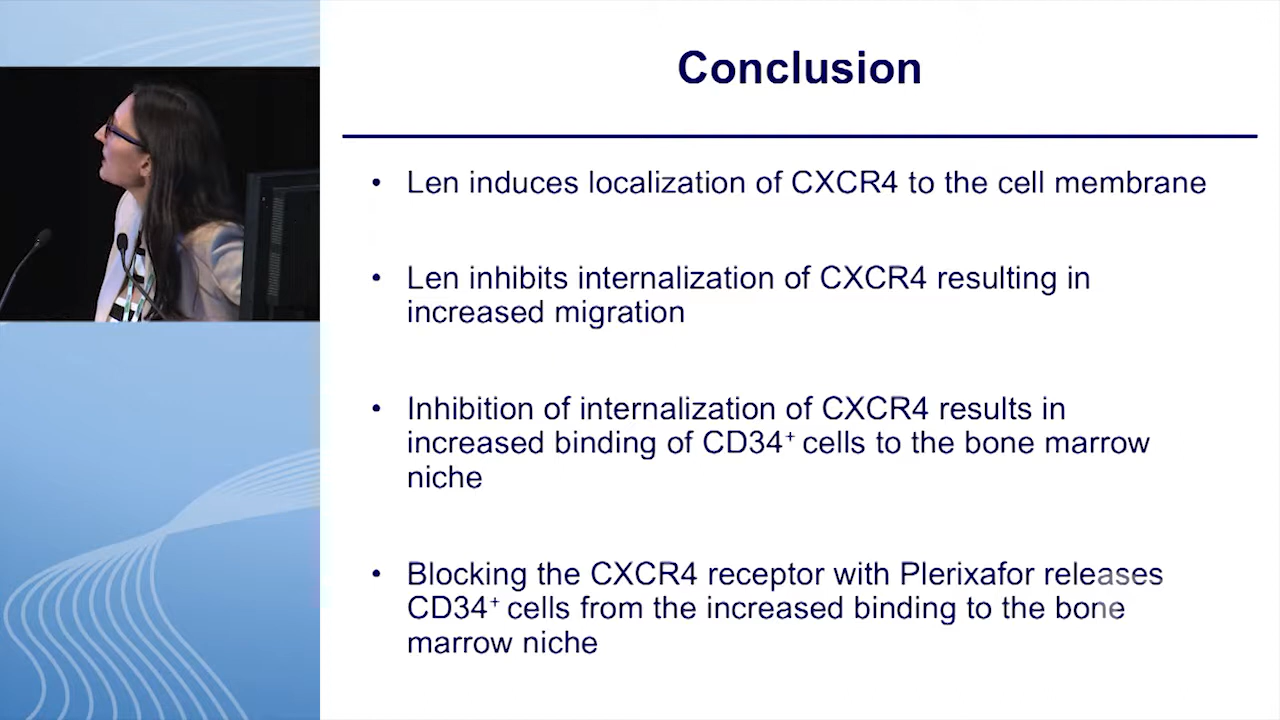 Conclusion
• Len induces localization of CXCR4 to the cell membrane
• Len inhibits internalization of CXCR4 resulting in
increased migration
• Inhibition of internalization of CXCR4 results in
increased binding of CD34⁺ cells to the bone marrow
niche
• Blocking the CXCR4 receptor with Plerixafor releases
CD34⁺ cells from the increased binding to the bone
marrow niche